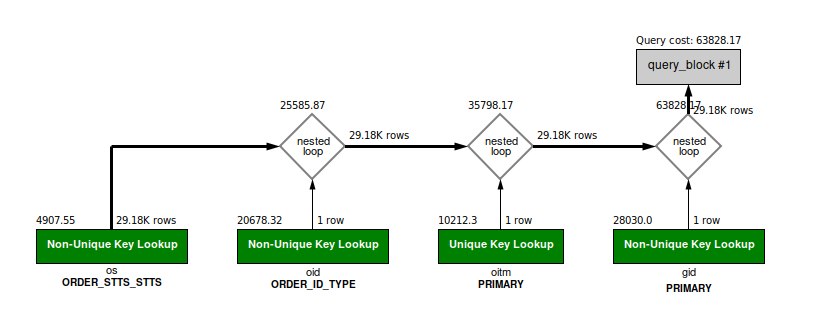 Query cost: 63828.17
query_block #1
25585.87
35798.17
63828.17
29.18K rows
nested
loop
29.18K rows
nested
loop
29.18K rows
nested
loop
4907.55
29.18K rows
20678.32
1 row
10212.3
1 row
28030.0
1 row
Non-Unique Key Lookup
Non-Unique Key Lookup
Unique Key Lookup
Non-Unique Key Lookup
os
ORDER_STTS_STTS
oid
ORDER_ID_TYPE
oitm
PRIMARY
gid
PRIMARY